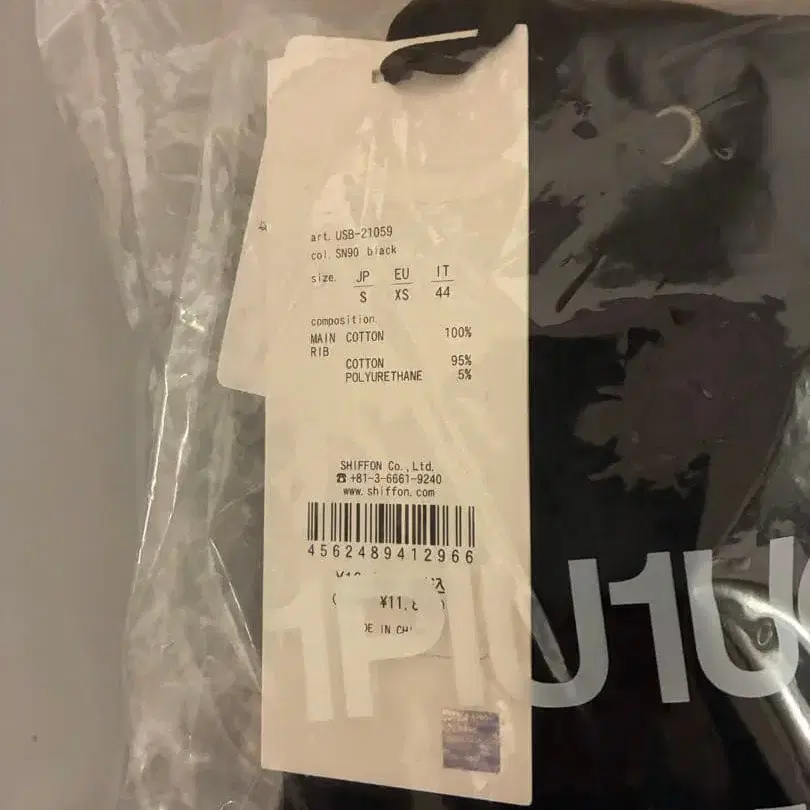 art. USB-21059
col. SN90 black
size. JP EU IT
S XS 44
composition.
MAIN COTTON 100%
RIB
COTTON 95%
POLYURETHANE 5%
SHIFFON Co.,Ltd.
☎ +81-3-6661-9240
www.shiffon.com
4562489412966
1PIU1U